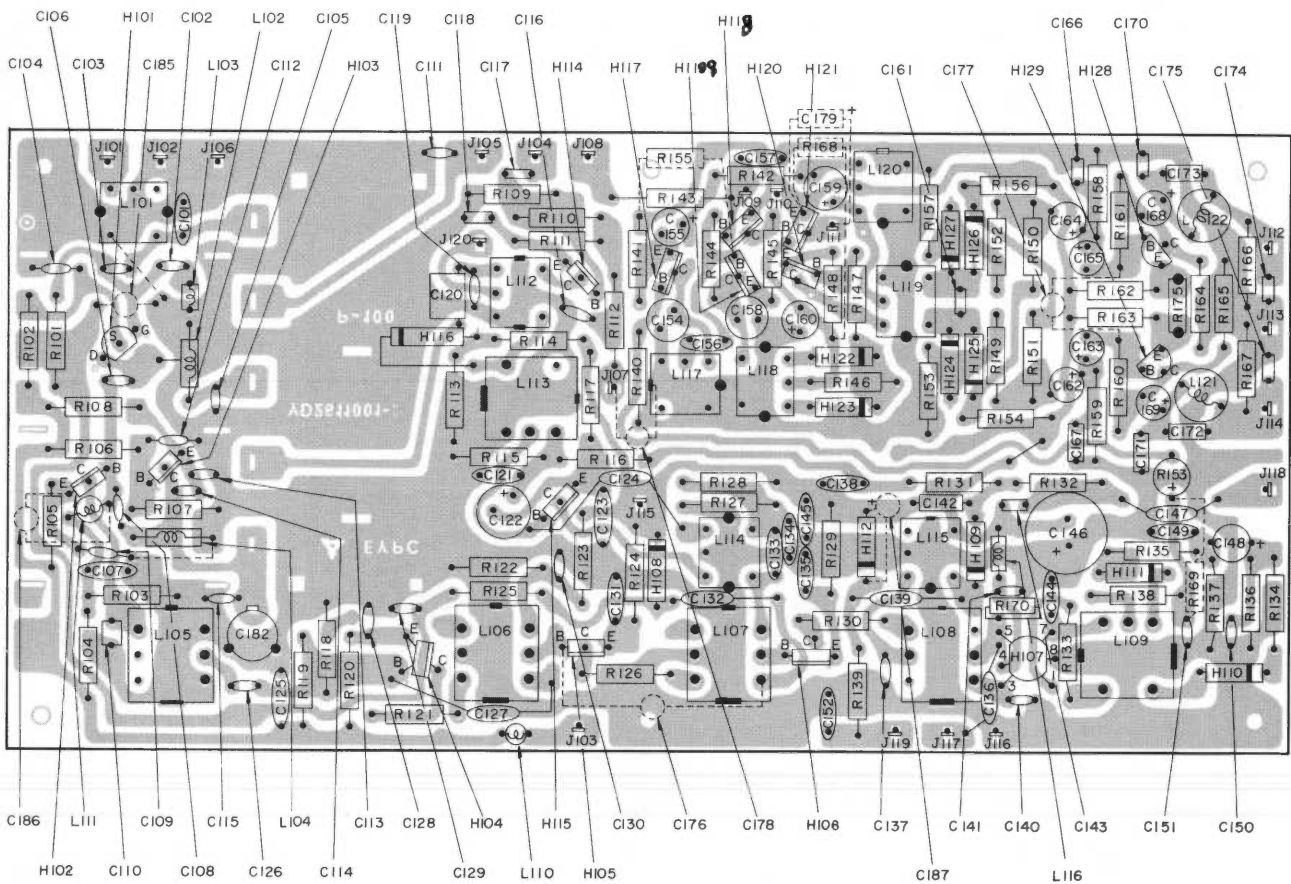 C106 H101 C102 L102 C105 C119 C118 C116 H118 C166 C170
C104 C103 C185 L103 C112 H103 C111 C117 H114 H117 H119 H120 H121 C161 C177 H129 H128 C175 C174
C179 +
J101 J102 J106 J105 J104 J108 R155 C157 R168
L101 R109 R142 C159 L120 R156 R158 C173
C101 R110 R143 J109 J110 R157 C164 R161 C168 L122
J120 R111 C155 J111 H127 H126 R152 R150 C165 J112
R141 R144 R145 R148 R147 R166
L112 L119 R162 R175 R164 R165
C120 P-100 R112 C154 C158 C160 R163 J113
R102 R101 S G D H116 R114 C156 H124 H125 R149 R151 C163
L113 R140 L117 L118 H122 R146 H123 R153 C162 R167
R113 R117 J107 R160 L121
R108 YD2611001- R154 R159 C169 J114
R106 R115 R116 C167 C171 C172
C121 C124 R128 C138 R131 R132 R153 J118
R105 R107 C122 C123 J115 R127 C145 C142 C146 C147
EYPC L114 C133 C134 R129 H112 L115 H109 C149 C148
C107 R122 R123 R124 H108 C135 R135
R103 R125 C131 C132 C139 C144 H111 R169 R137 R136 R134
R104 L105 C182 R118 L106 L107 R130 L108 R170 R138
R119 R120 B C E B C E 5 7 4 H107 8 R133 L109
C125 R126 R139 3 H110
R121 C127 C152 C136
J103 J119 J117 J116
C186 L111 C109 C115 L104 C113 C128 H104 H115 C130 C176 C178 H106 C137 C141 C140 C143 C151 C150
H102 C110 C108 C126 C114 C129 L110 H105 C187 L116